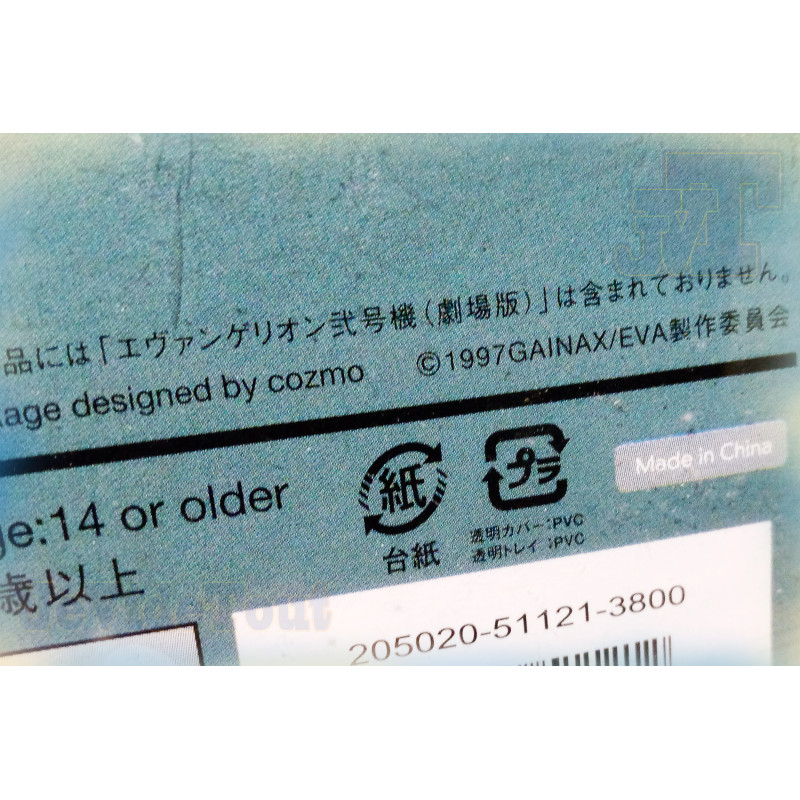 品には「エヴァンゲリオン弐号機(劇場版)」は含まれておりません。
age designed by cozmo ©1997GAINAX/EVA製作委員会
ge:14 or older
歳以上
紙
台紙
プラ
透明カバー:PVC
透明トレイ:PVC
Made in China
205020-51121-3800